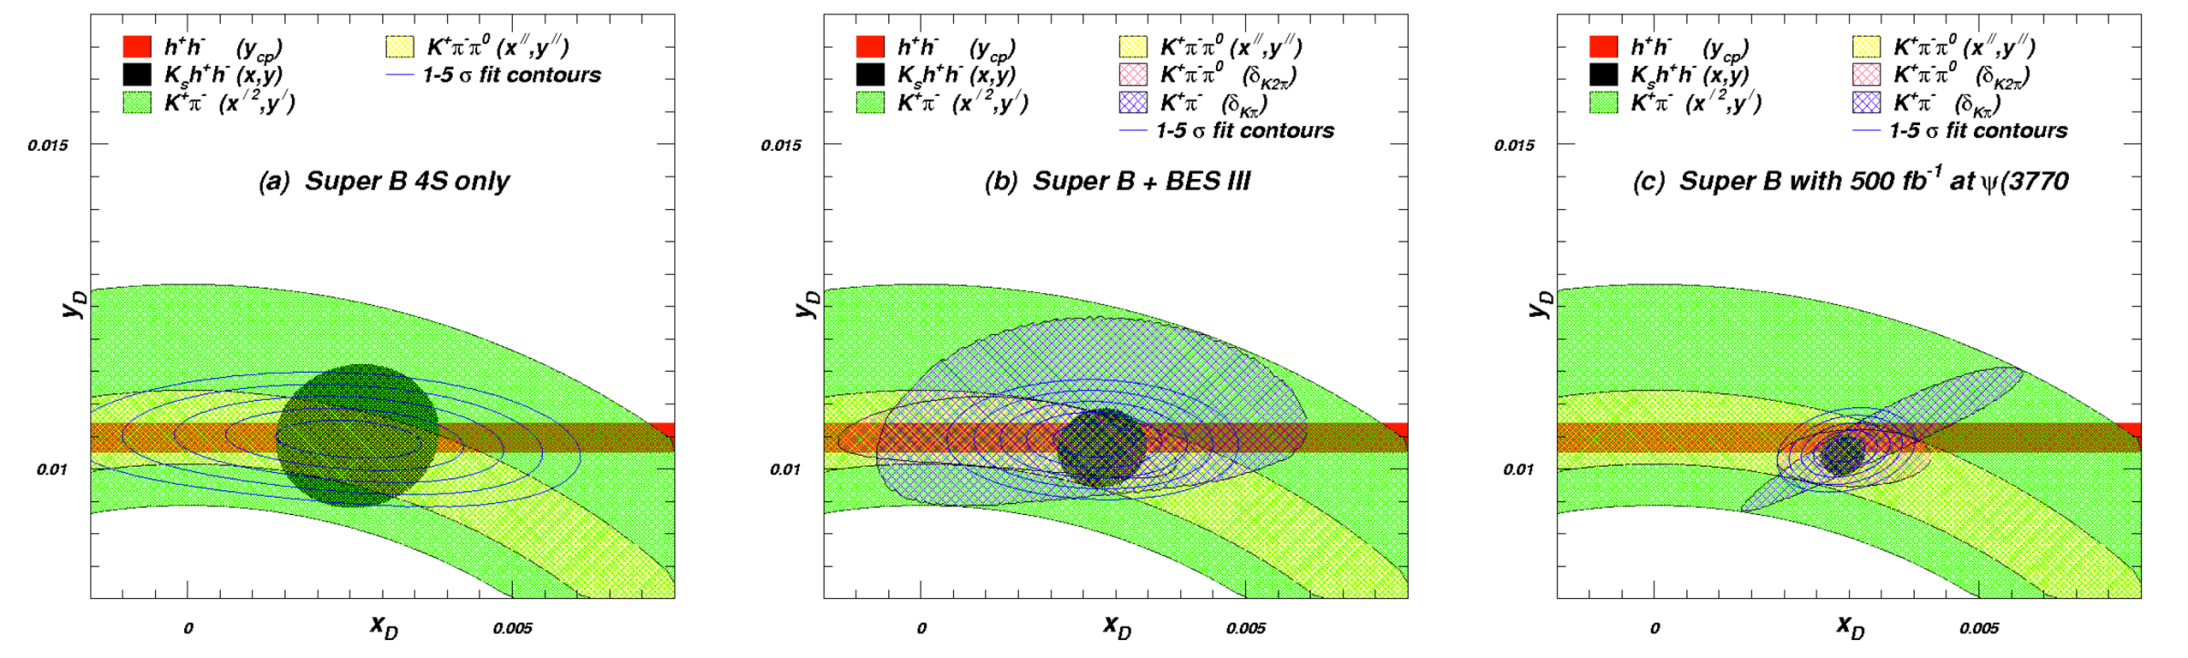 h⁺h⁻ (y_cp)
K_s h⁺h⁻ (x,y)
K⁺π⁻ (x′²,y′)
K⁺π⁻π⁰ (x″,y″)
1-5 σ fit contours
(a) Super B 4S only
0.015
0.01
y_D
0
x_D
0.005
h⁺h⁻ (y_cp)
K_s h⁺h⁻ (x,y)
K⁺π⁻ (x′²,y′)
K⁺π⁻π⁰ (x″,y″)
K⁺π⁻π⁰ (δ_K2π)
K⁺π⁻ (δ_Kπ)
1-5 σ fit contours
(b) Super B + BES III
0.015
0.01
y_D
0
x_D
0.005
h⁺h⁻ (y_cp)
K_s h⁺h⁻ (x,y)
K⁺π⁻ (x′²,y′)
K⁺π⁻π⁰ (x″,y″)
K⁺π⁻π⁰ (δ_K2π)
K⁺π⁻ (δ_Kπ)
1-5 σ fit contours
(c) Super B with 500 fb⁻¹ at ψ(3770
0.015
0.01
y_D
0
x_D
0.005